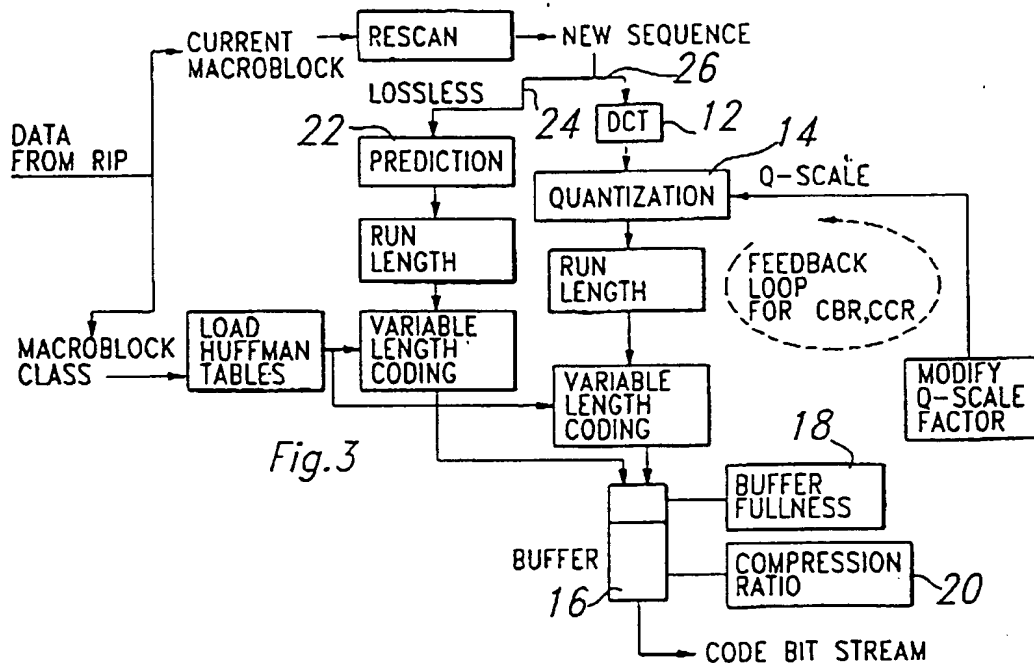 CURRENT
MACROBLOCK
RESCAN
NEW SEQUENCE
26
LOSSLESS
24
DCT
12
22
DATA
FROM RIP
PREDICTION
14
QUANTIZATION
Q-SCALE
RUN
LENGTH
RUN
LENGTH
FEEDBACK
LOOP
FOR CBR,CCR
MACROBLOCK
CLASS
LOAD
HUFFMAN
TABLES
VARIABLE
LENGTH
CODING
VARIABLE
LENGTH
CODING
MODIFY
Q-SCALE
FACTOR
Fig.3
18
BUFFER
FULLNESS
BUFFER
16
COMPRESSION
RATIO
20
CODE BIT STREAM